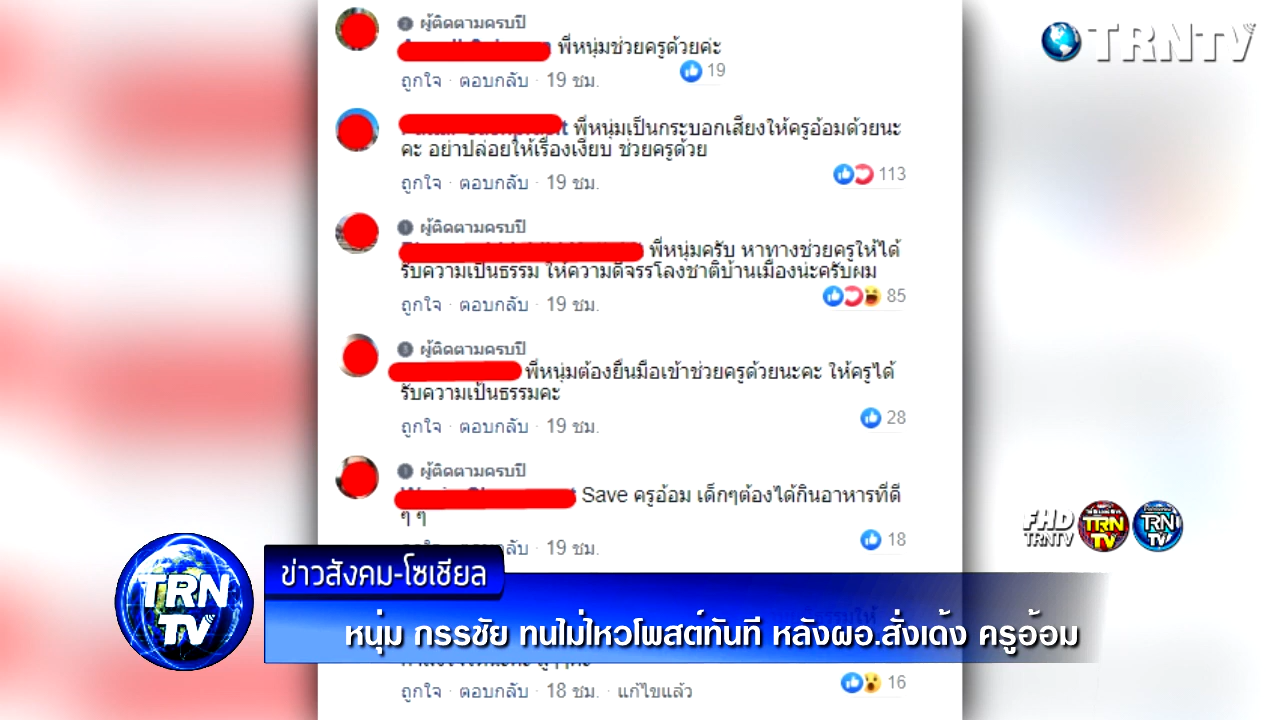 ผู้ติดตามครบปี
TRNTV
พี่หนุ่มช่วยครูด้วยค่ะ
19
ถูกใจ · ตอบกลับ · 19 ชม.
พี่หนุ่มเป็นกระบอกเสียงให้ครูอ้อมด้วยนะ
คะ อย่าปล่อยให้เรื่องเงียบ ช่วยครูด้วย
ถูกใจ · ตอบกลับ · 19 ชม.
113
ผู้ติดตามครบปี
พี่หนุ่มครับ หาทางช่วยครูให้ได้
รับความเป็นธรรม ให้ความดีจรรโลงชาติบ้านเมืองน่ะครับผม
ถูกใจ · ตอบกลับ · 19 ชม.
85
ผู้ติดตามครบปี
พี่หนุ่มต้องยื่นมือเข้าช่วยครูด้วยนะคะ ให้ครูได้
รับความเป้นธรรมคะ
ถูกใจ · ตอบกลับ · 19 ชม.
28
ผู้ติดตามครบปี
Save ครูอ้อม เด็กๆต้องได้กินอาหารที่ดี
ๆ ๆ
19 ชม.
18
FHD
TRNTV
TRN
TV
TRN
TV
TRN
TV
ข่าวสังคม-โซเชียล
หนุ่ม กรรชัย ทนไม่ไหวโพสต์ทันที หลังผอ.สั่งเด้ง ครูอ้อม
ถูกใจ · ตอบกลับ · 18 ชม. · แก้ไขแล้ว
16